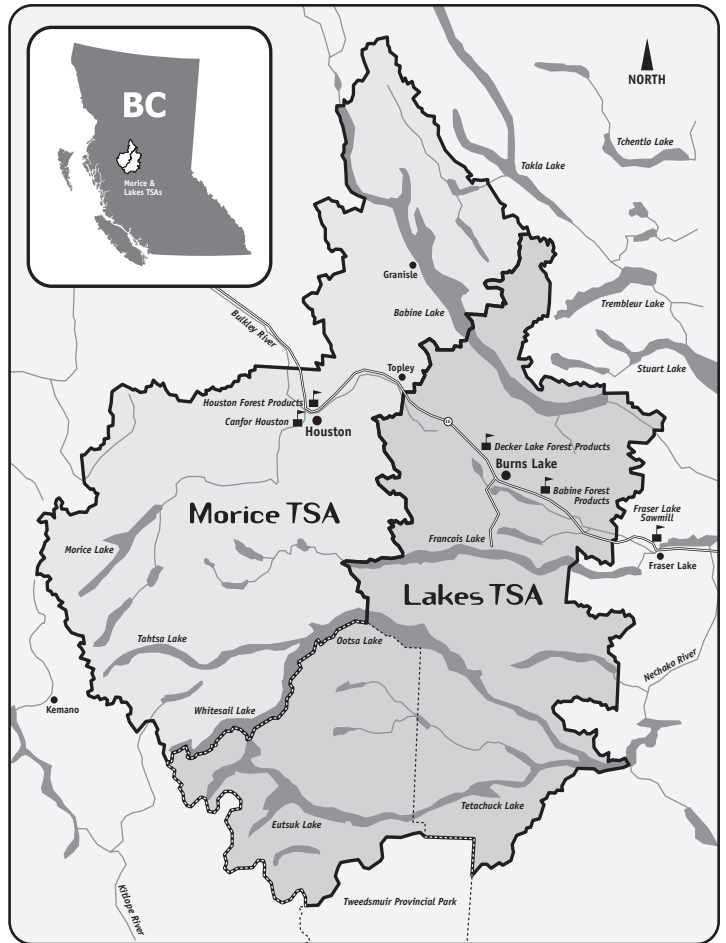 BC
Morice &
Lakes TSAs
NORTH
Tchentlo Lake
Takla Lake
Granisle
Trembleur Lake
Babine Lake
Bulkley River
Stuart Lake
Topley
Houston Forest Products
Canfor Houston
Houston
16
Decker Lake Forest Products
Burns Lake
Babine Forest
Products
Morice TSA
Fraser Lake
Sawmill
Francois Lake
Morice Lake
Fraser Lake
Lakes TSA
Tahtsa Lake
Ootsa Lake
Nechako River
Whitesail Lake
Kemano
Tetachuck Lake
Eutsuk Lake
Kitlope River
Tweedsmuir Provincial Park